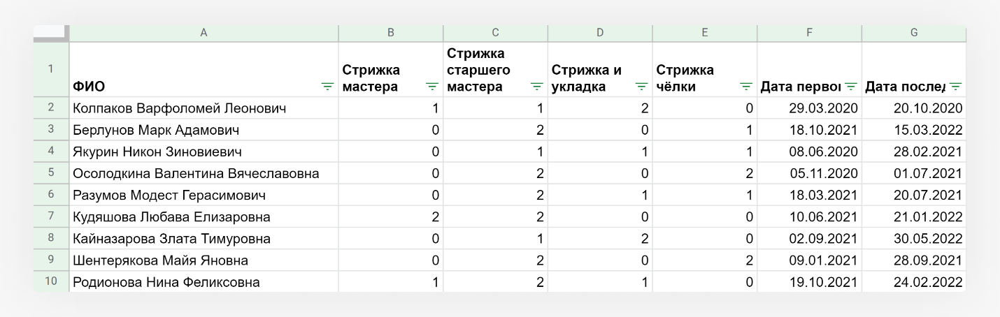 A B C D E F G
1 ФИО Стрижка мастера Стрижка старшего мастера Стрижка и укладка Стрижка чёлки Дата первой Дата послед
2 Колпаков Варфоломей Леонович 1 1 2 0 29.03.2020 20.10.2020
3 Берлунов Марк Адамович 0 2 0 1 18.10.2021 15.03.2022
4 Якурин Никон Зиновиевич 0 1 1 1 08.06.2020 28.02.2021
5 Осолодкина Валентина Вячеславовна 0 2 0 2 05.11.2020 01.07.2021
6 Разумов Модест Герасимович 0 2 1 1 18.03.2021 20.07.2021
7 Кудяшова Любава Елизаровна 2 2 0 0 10.06.2021 21.01.2022
8 Кайназарова Злата Тимуровна 0 1 2 0 02.09.2021 30.05.2022
9 Шентерякова Майя Яновна 0 2 0 2 09.01.2021 28.09.2021
10 Родионова Нина Феликсовна 1 2 1 0 19.10.2021 24.02.2022